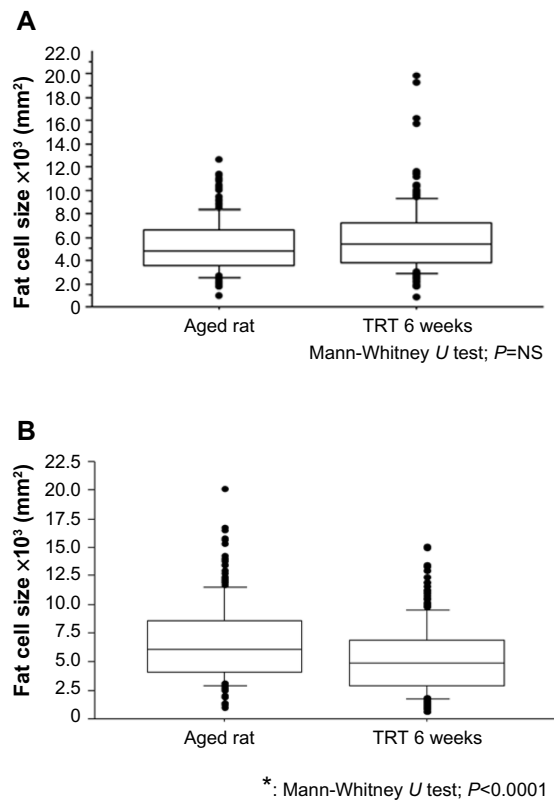 A
Fat cell size ×10³ (mm²)
22.0
20.0
18.0
16.0
14.0
12.0
10.0
8.0
6.0
4.0
2.0
0
Aged rat TRT 6 weeks
Mann-Whitney U test; P=NS
B
Fat cell size ×10³ (mm²)
22.5
20.0
17.5
15.0
12.5
10.0
7.5
5.0
2.5
0
Aged rat TRT 6 weeks
*: Mann-Whitney U test; P<0.0001